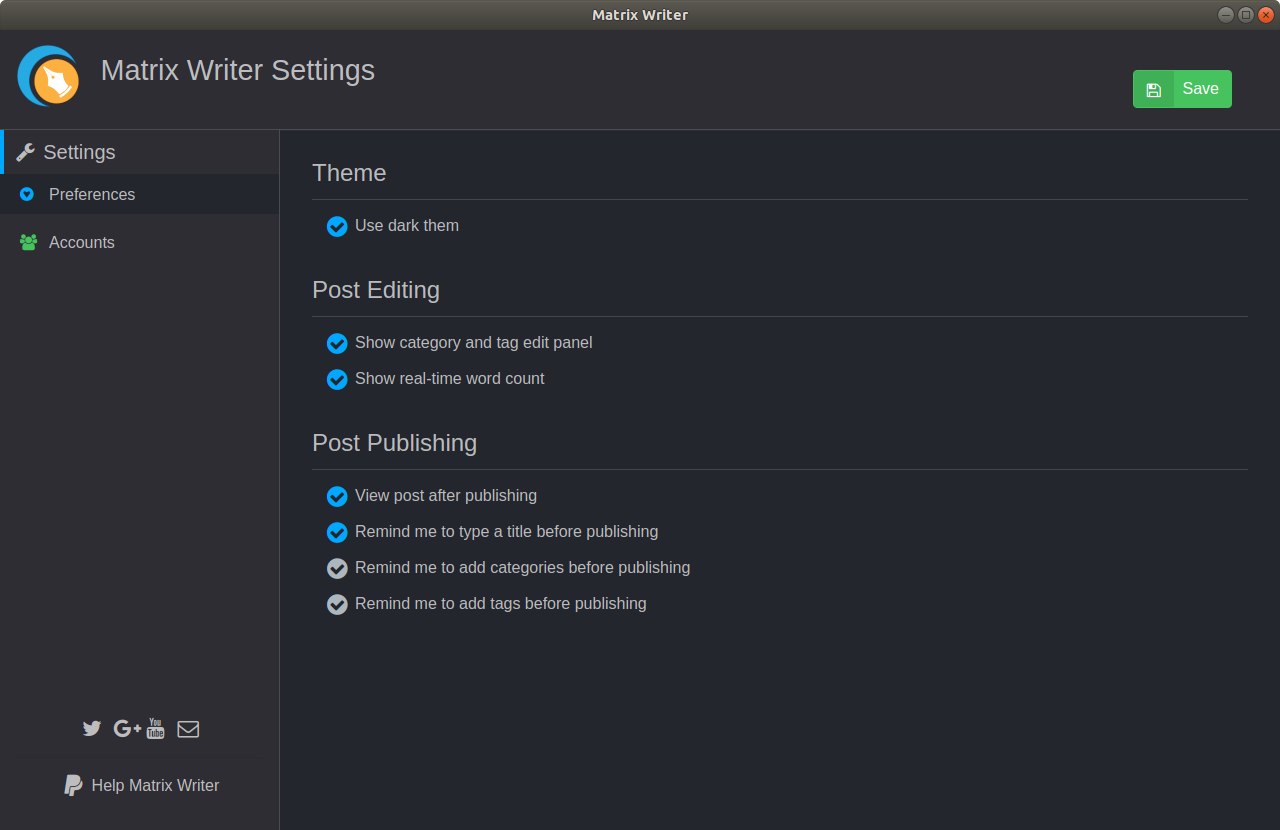 Matrix Writer
Matrix Writer Settings
Save
Settings
Preferences
Accounts
Theme
Use dark them
Post Editing
Show category and tag edit panel
Show real-time word count
Post Publishing
View post after publishing
Remind me to type a title before publishing
Remind me to add categories before publishing
Remind me to add tags before publishing
G+
You
Tube
Help Matrix Writer